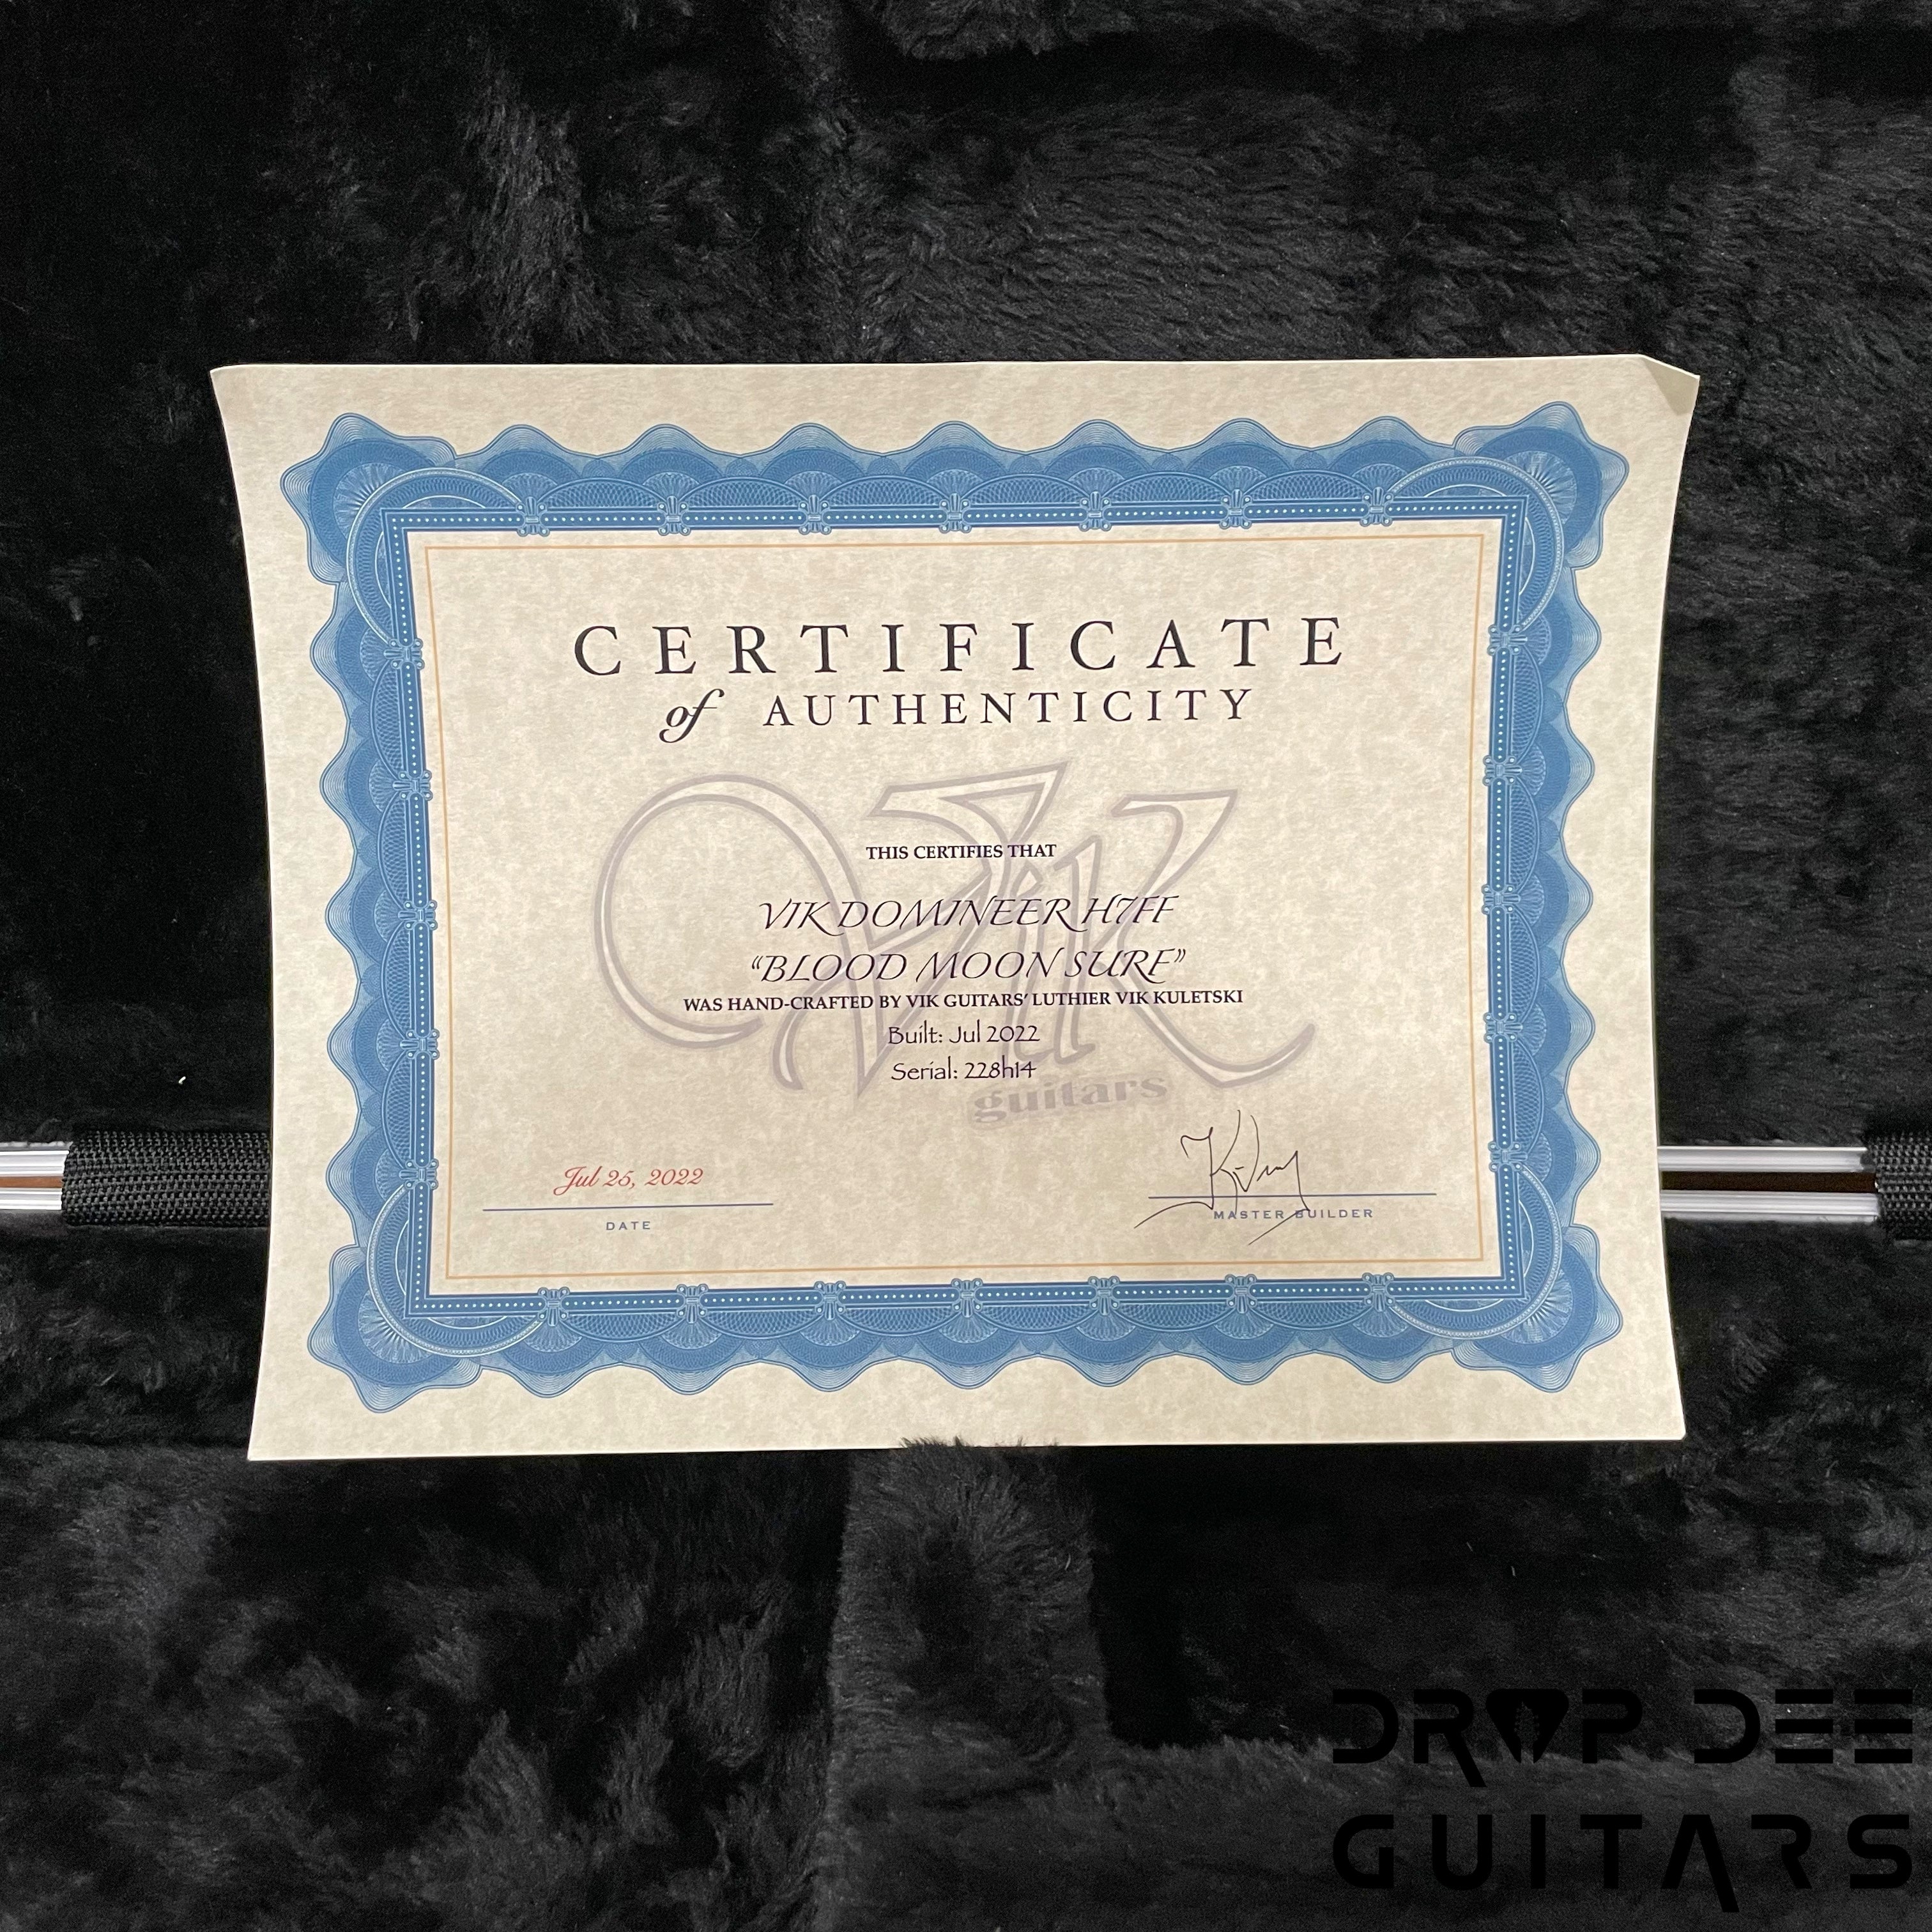 CERTIFICATE
of AUTHENTICITY
ViK
guitars
THIS CERTIFIES THAT
VIK DOMINEER H7FF
“BLOOD MOON SURF”
WAS HAND-CRAFTED BY VIK GUITARS’ LUTHIER VIK KULETSKI
Built: Jul 2022
Serial: 228h14
Jul 25, 2022
DATE
MASTER BUILDER
DROP DEE
GUITARS